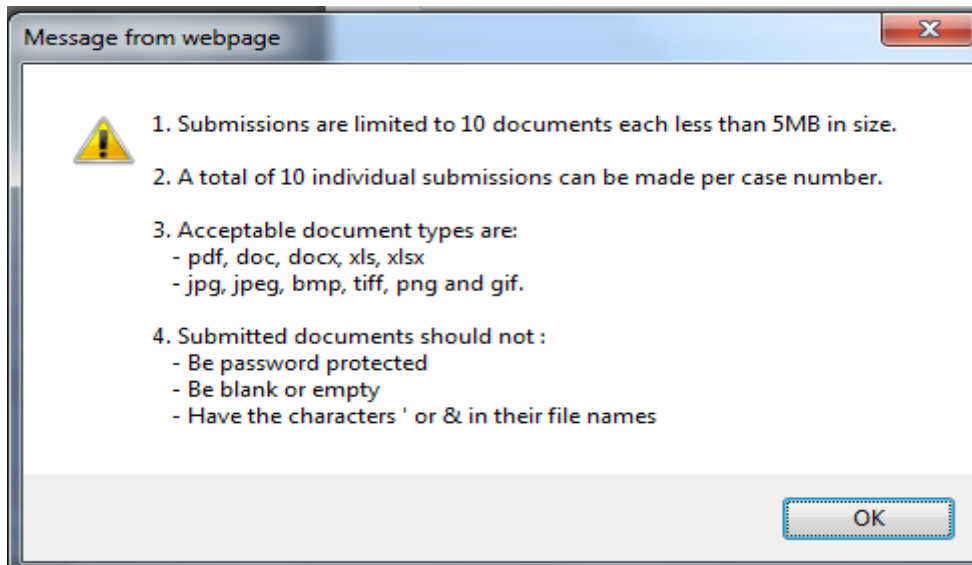 Message from webpage
1. Submissions are limited to 10 documents each less than 5MB in size.
2. A total of 10 individual submissions can be made per case number.
3. Acceptable document types are:
- pdf, doc, docx, xls, xlsx
- jpg, jpeg, bmp, tiff, png and gif.
4. Submitted documents should not :
- Be password protected
- Be blank or empty
- Have the characters ' or & in their file names
OK